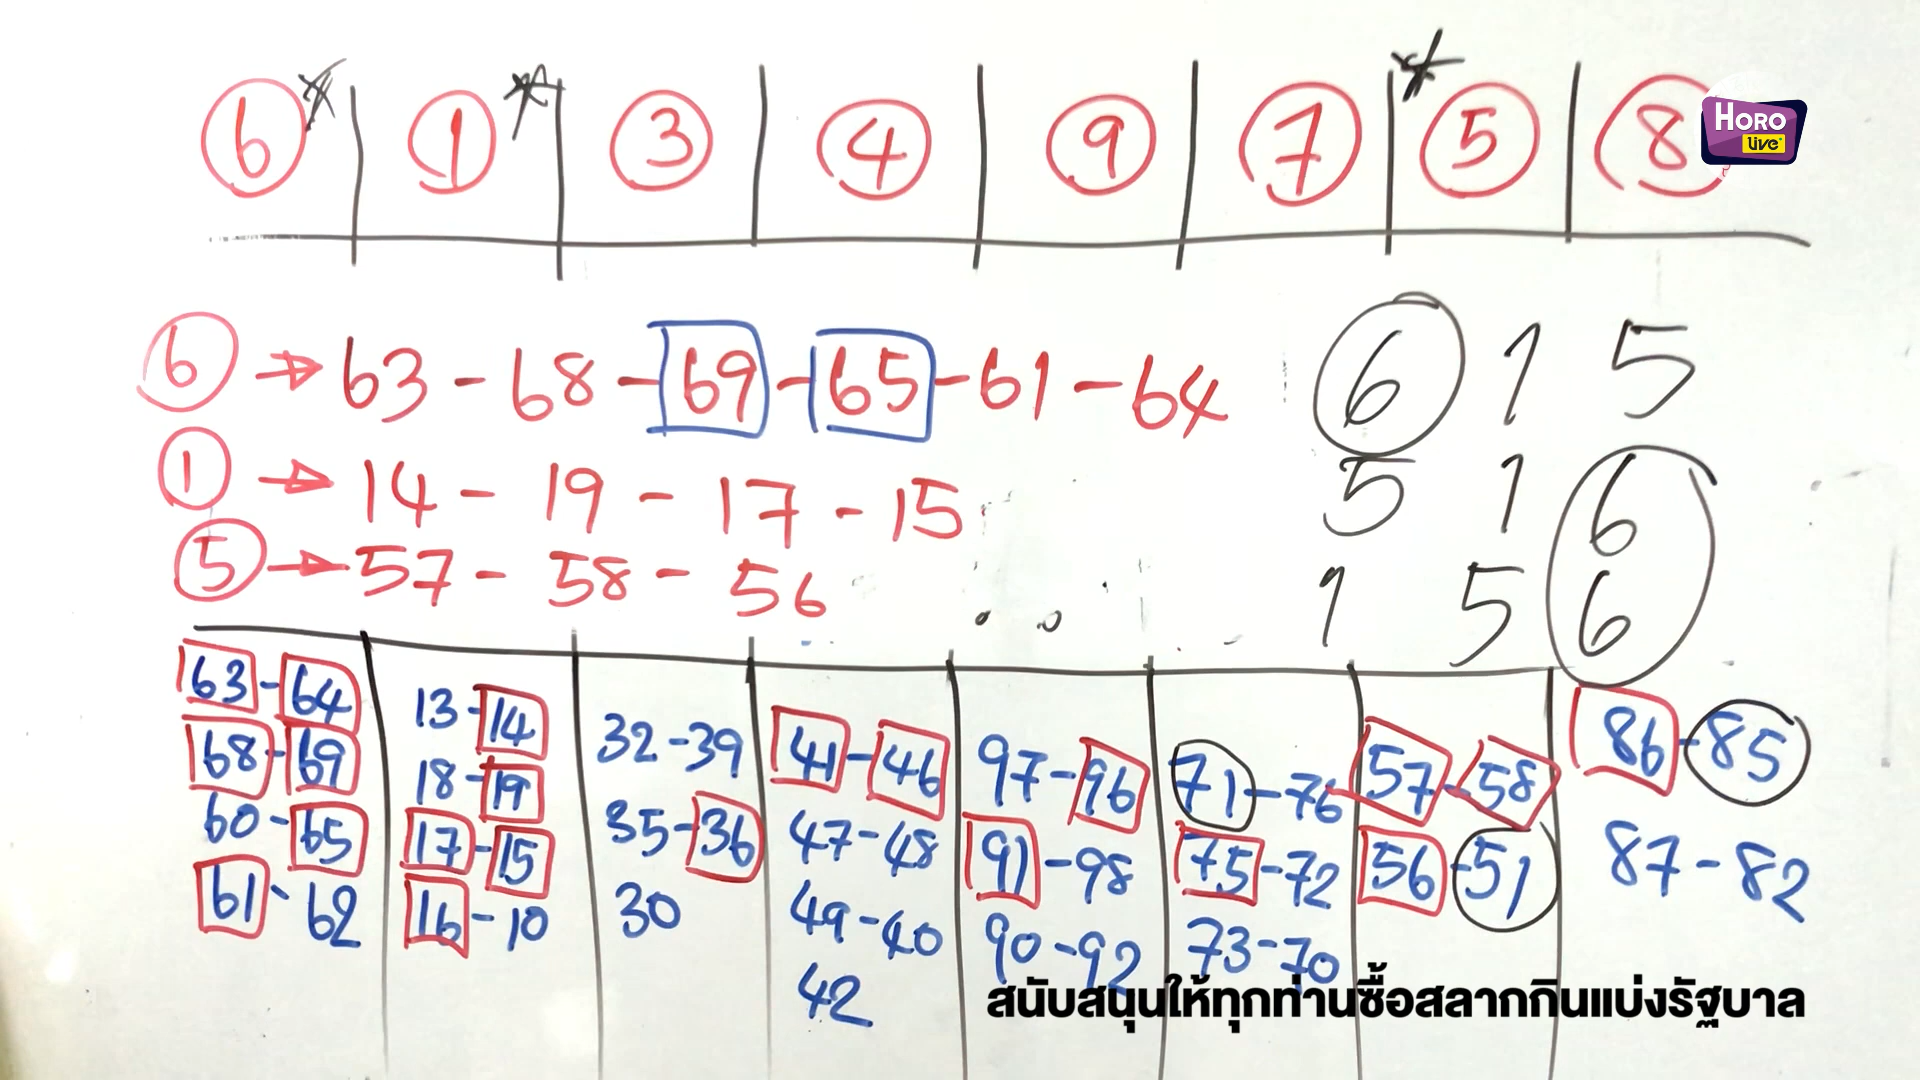 6 1 3 4 9 7 5 8
HORO
live
6 → 63 - 68 - 69 - 65 - 61 - 64
6 1 5
1 → 14 - 19 - 17 - 15
5 1 6
5 → 57 - 58 - 56
1 5 6
63 - 64
68 - 69
60 - 65
61 - 62
13 - 14
18 - 19
17 - 15
16 - 10
32 - 39
35 - 36
30
41 - 46
47 - 48
49 - 40
42
97 - 96
91 - 98
90 - 92
71 - 76
75 - 72
73 - 70
57 - 58
56 - 51
86 - 85
87 - 82
สนับสนุนให้ทุกท่านซื้อสลากกินแบ่งรัฐบาล